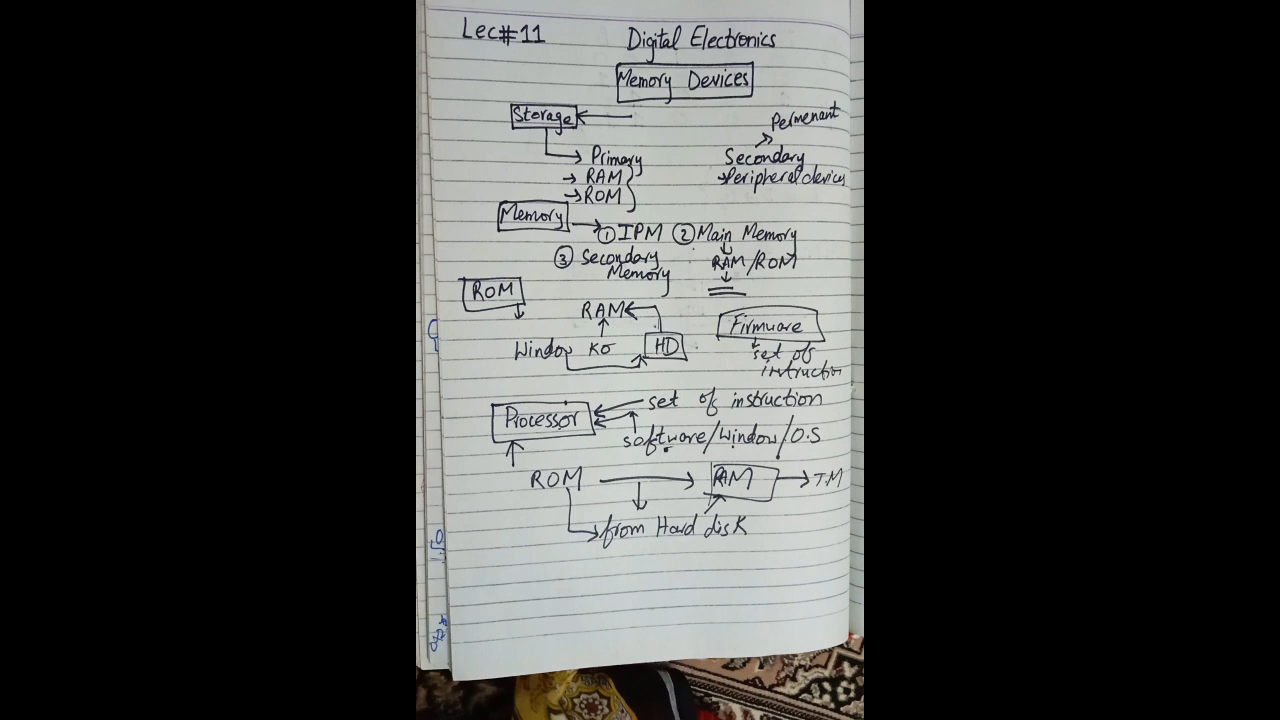 Lec#11
Digital Electronics
Memory Devices
Storage
Permenant
Primary
Secondary
RAM
Peripheral devices
ROM
Memory
① IPM ② Main Memory
③ Secondary
Memory
RAM/ROM
ROM
RAM
Firmware
Window KO HD
set of
intruction
Processor
set of instruction
software/window/O.S
ROM
RAM
T.M
from Hard disk